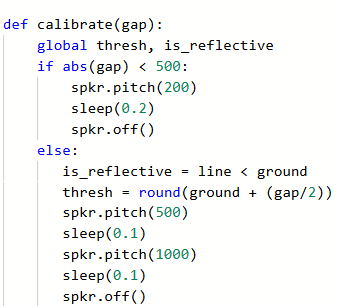 def calibrate(gap):
    global thresh, is_reflective
    if abs(gap) < 500:
        spkr.pitch(200)
        sleep(0.2)
        spkr.off()
    else:
       is_reflective = line < ground
       thresh = round(ground + (gap/2))
       spkr.pitch(500)
       sleep(0.1)
       spkr.pitch(1000)
       sleep(0.1)
       spkr.off()